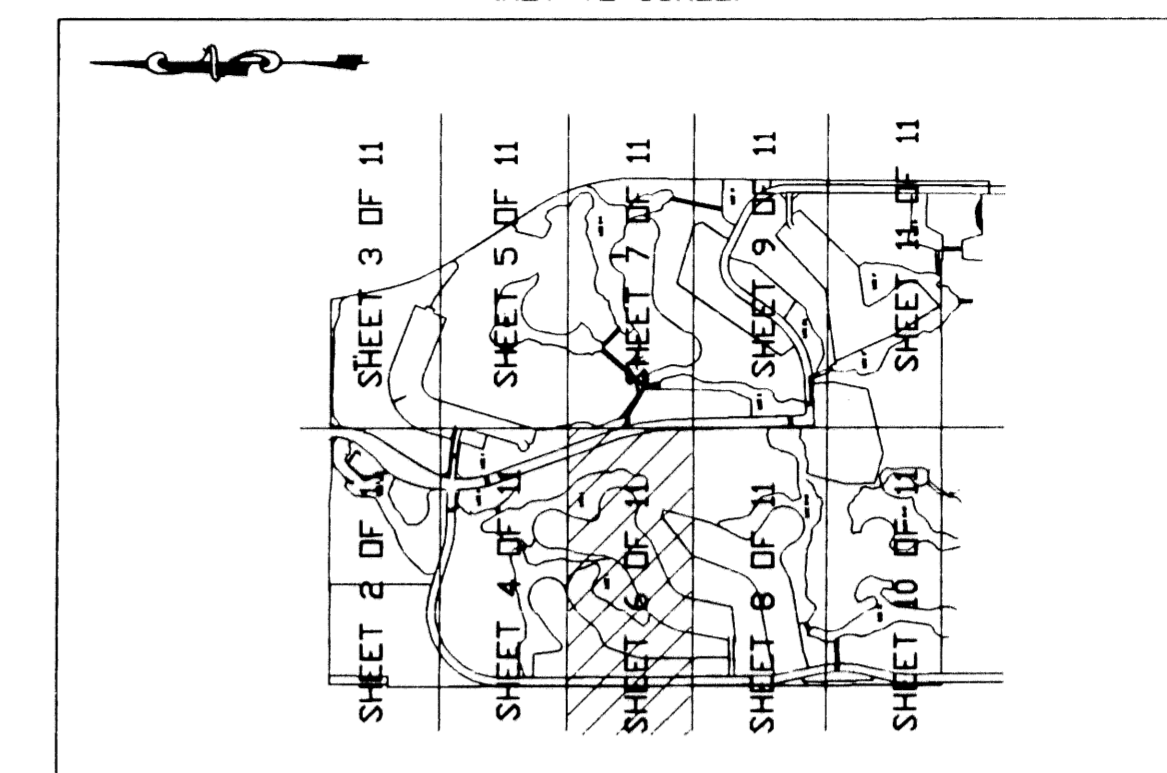 SHEET 3 OF 11
SHEET 5 OF 11
SHEET 7 OF 11
SHEET 9 OF 11
SHEET 11 OF 11
SHEET 2 OF 11
SHEET 4 OF 11
SHEET 6 OF 11
SHEET 8 OF 11
SHEET 10 OF 11